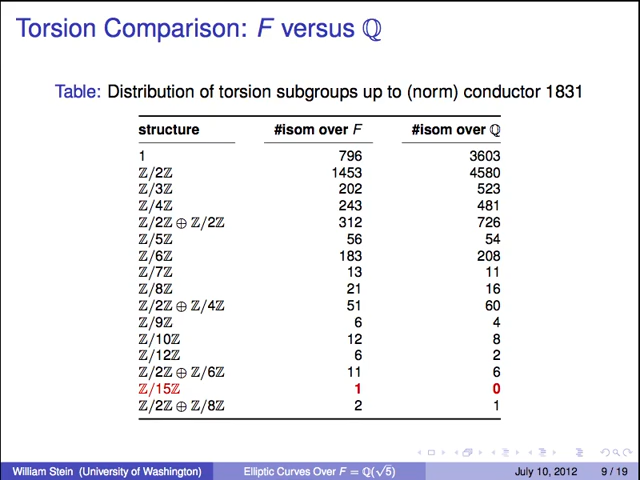 Torsion Comparison: F versus ℚ
Table: Distribution of torsion subgroups up to (norm) conductor 1831
structure #isom over F #isom over ℚ
1 796 3603
ℤ/2ℤ 1453 4580
ℤ/3ℤ 202 523
ℤ/4ℤ 243 481
ℤ/2ℤ ⊕ ℤ/2ℤ 312 726
ℤ/5ℤ 56 54
ℤ/6ℤ 183 208
ℤ/7ℤ 13 11
ℤ/8ℤ 21 16
ℤ/2ℤ ⊕ ℤ/4ℤ 51 60
ℤ/9ℤ 6 4
ℤ/10ℤ 12 8
ℤ/12ℤ 6 2
ℤ/2ℤ ⊕ ℤ/6ℤ 11 6
ℤ/15ℤ 1 0
ℤ/2ℤ ⊕ ℤ/8ℤ 2 1
William Stein (University of Washington) Elliptic Curves Over F = ℚ(√5) July 10, 2012 9 / 19